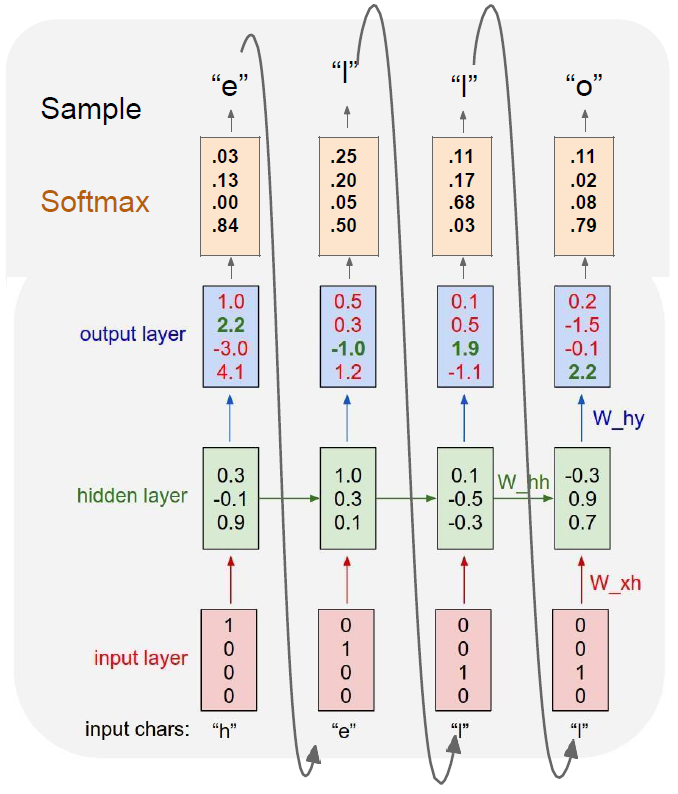 Sample “e” “l” “l” “o”
Softmax
.03 .25 .11 .11
.13 .20 .17 .02
.00 .05 .68 .08
.84 .50 .03 .79
output layer
1.0 0.5 0.1 0.2
2.2 0.3 0.5 -1.5
-3.0 -1.0 1.9 -0.1
4.1 1.2 -1.1 2.2
W_hy
hidden layer
0.3 1.0 0.1 -0.3
-0.1 0.3 -0.5 0.9
0.9 0.1 -0.3 0.7
W_hh
W_xh
input layer
1 0 0 0
0 1 0 0
0 0 1 1
0 0 0 0
input chars: “h” “e” “l” “l”